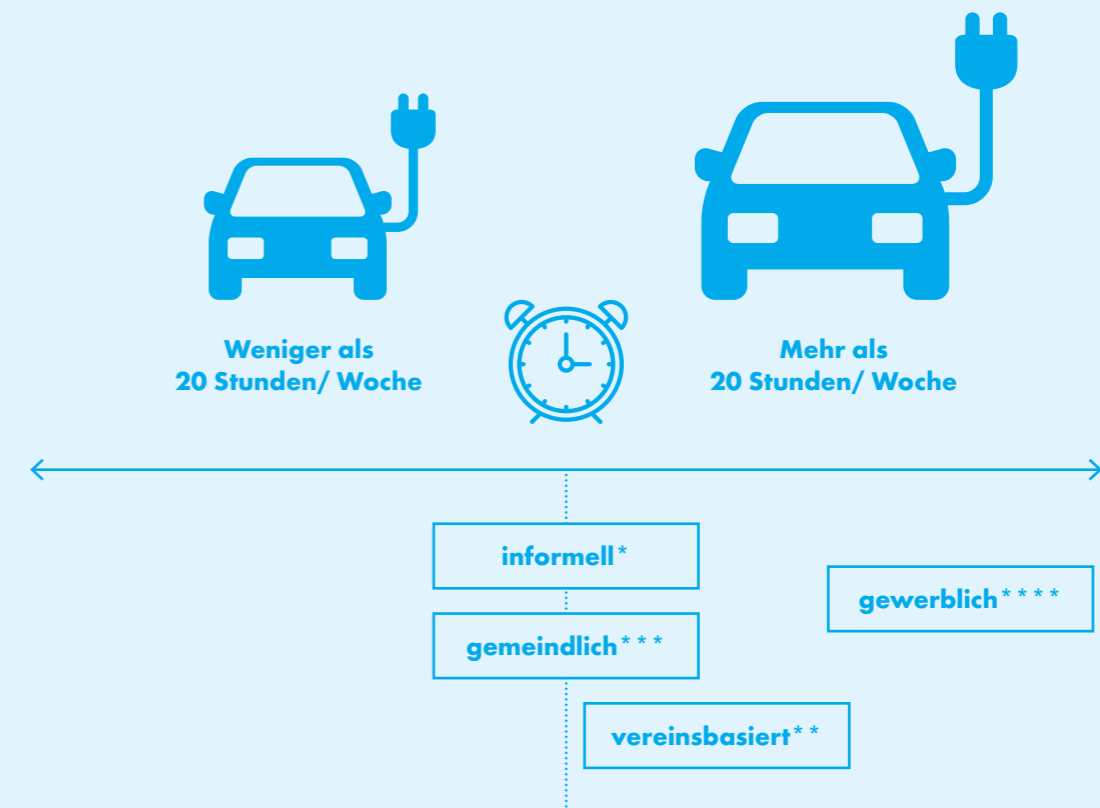 Weniger als
20 Stunden/ Woche
Mehr als
20 Stunden/ Woche
informell*
gewerblich****
gemeindlich***
vereinsbasiert**